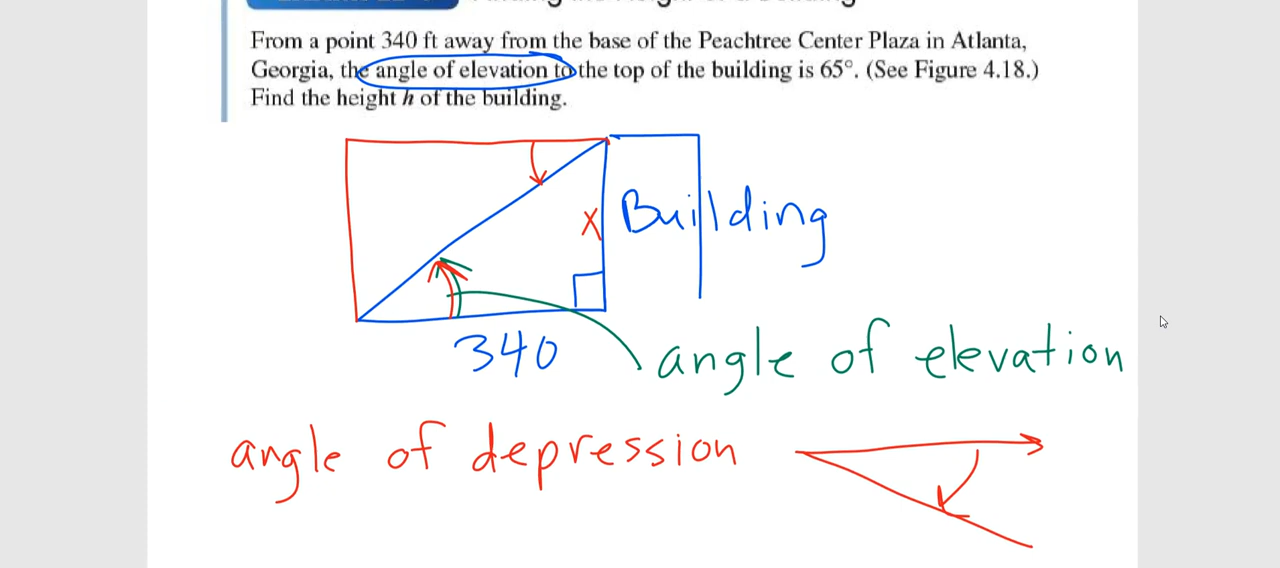 From a point 340 ft away from the base of the Peachtree Center Plaza in Atlanta,
Georgia, the angle of elevation to the top of the building is 65°. (See Figure 4.18.)
Find the height h of the building.
x Building
340
angle of elevation
angle of depression